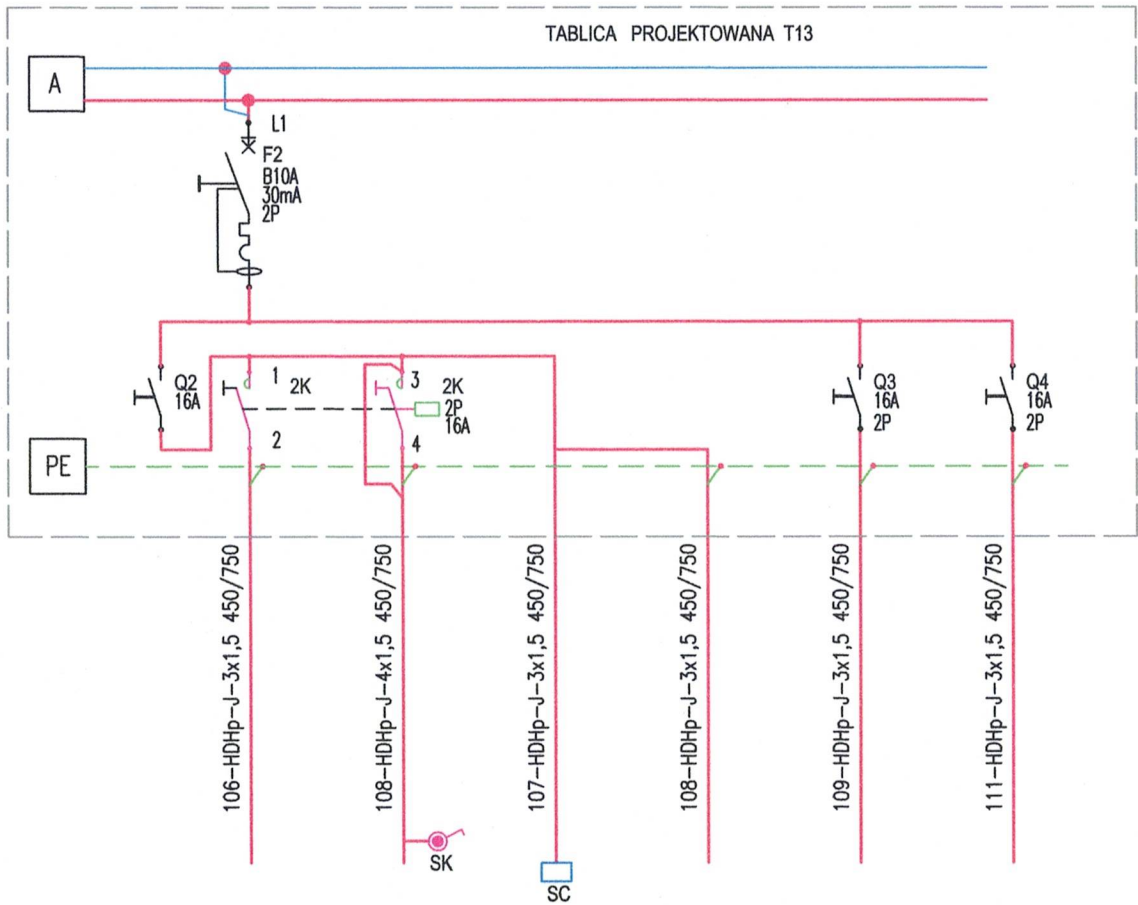 TABLICA PROJEKTOWANA T13
A
L1
F2
B10A
30mA
2P
Q2
16A
1
2K
2
3
2K
2P
16A
4
Q3
16A
2P
Q4
16A
2P
PE
106-HDHp-J-3x1,5 450/750
108-HDHp-J-4x1,5 450/750
107-HDHp-J-3x1,5 450/750
108-HDHp-J-3x1,5 450/750
109-HDHp-J-3x1,5 450/750
111-HDHp-J-3x1,5 450/750
SK
SC